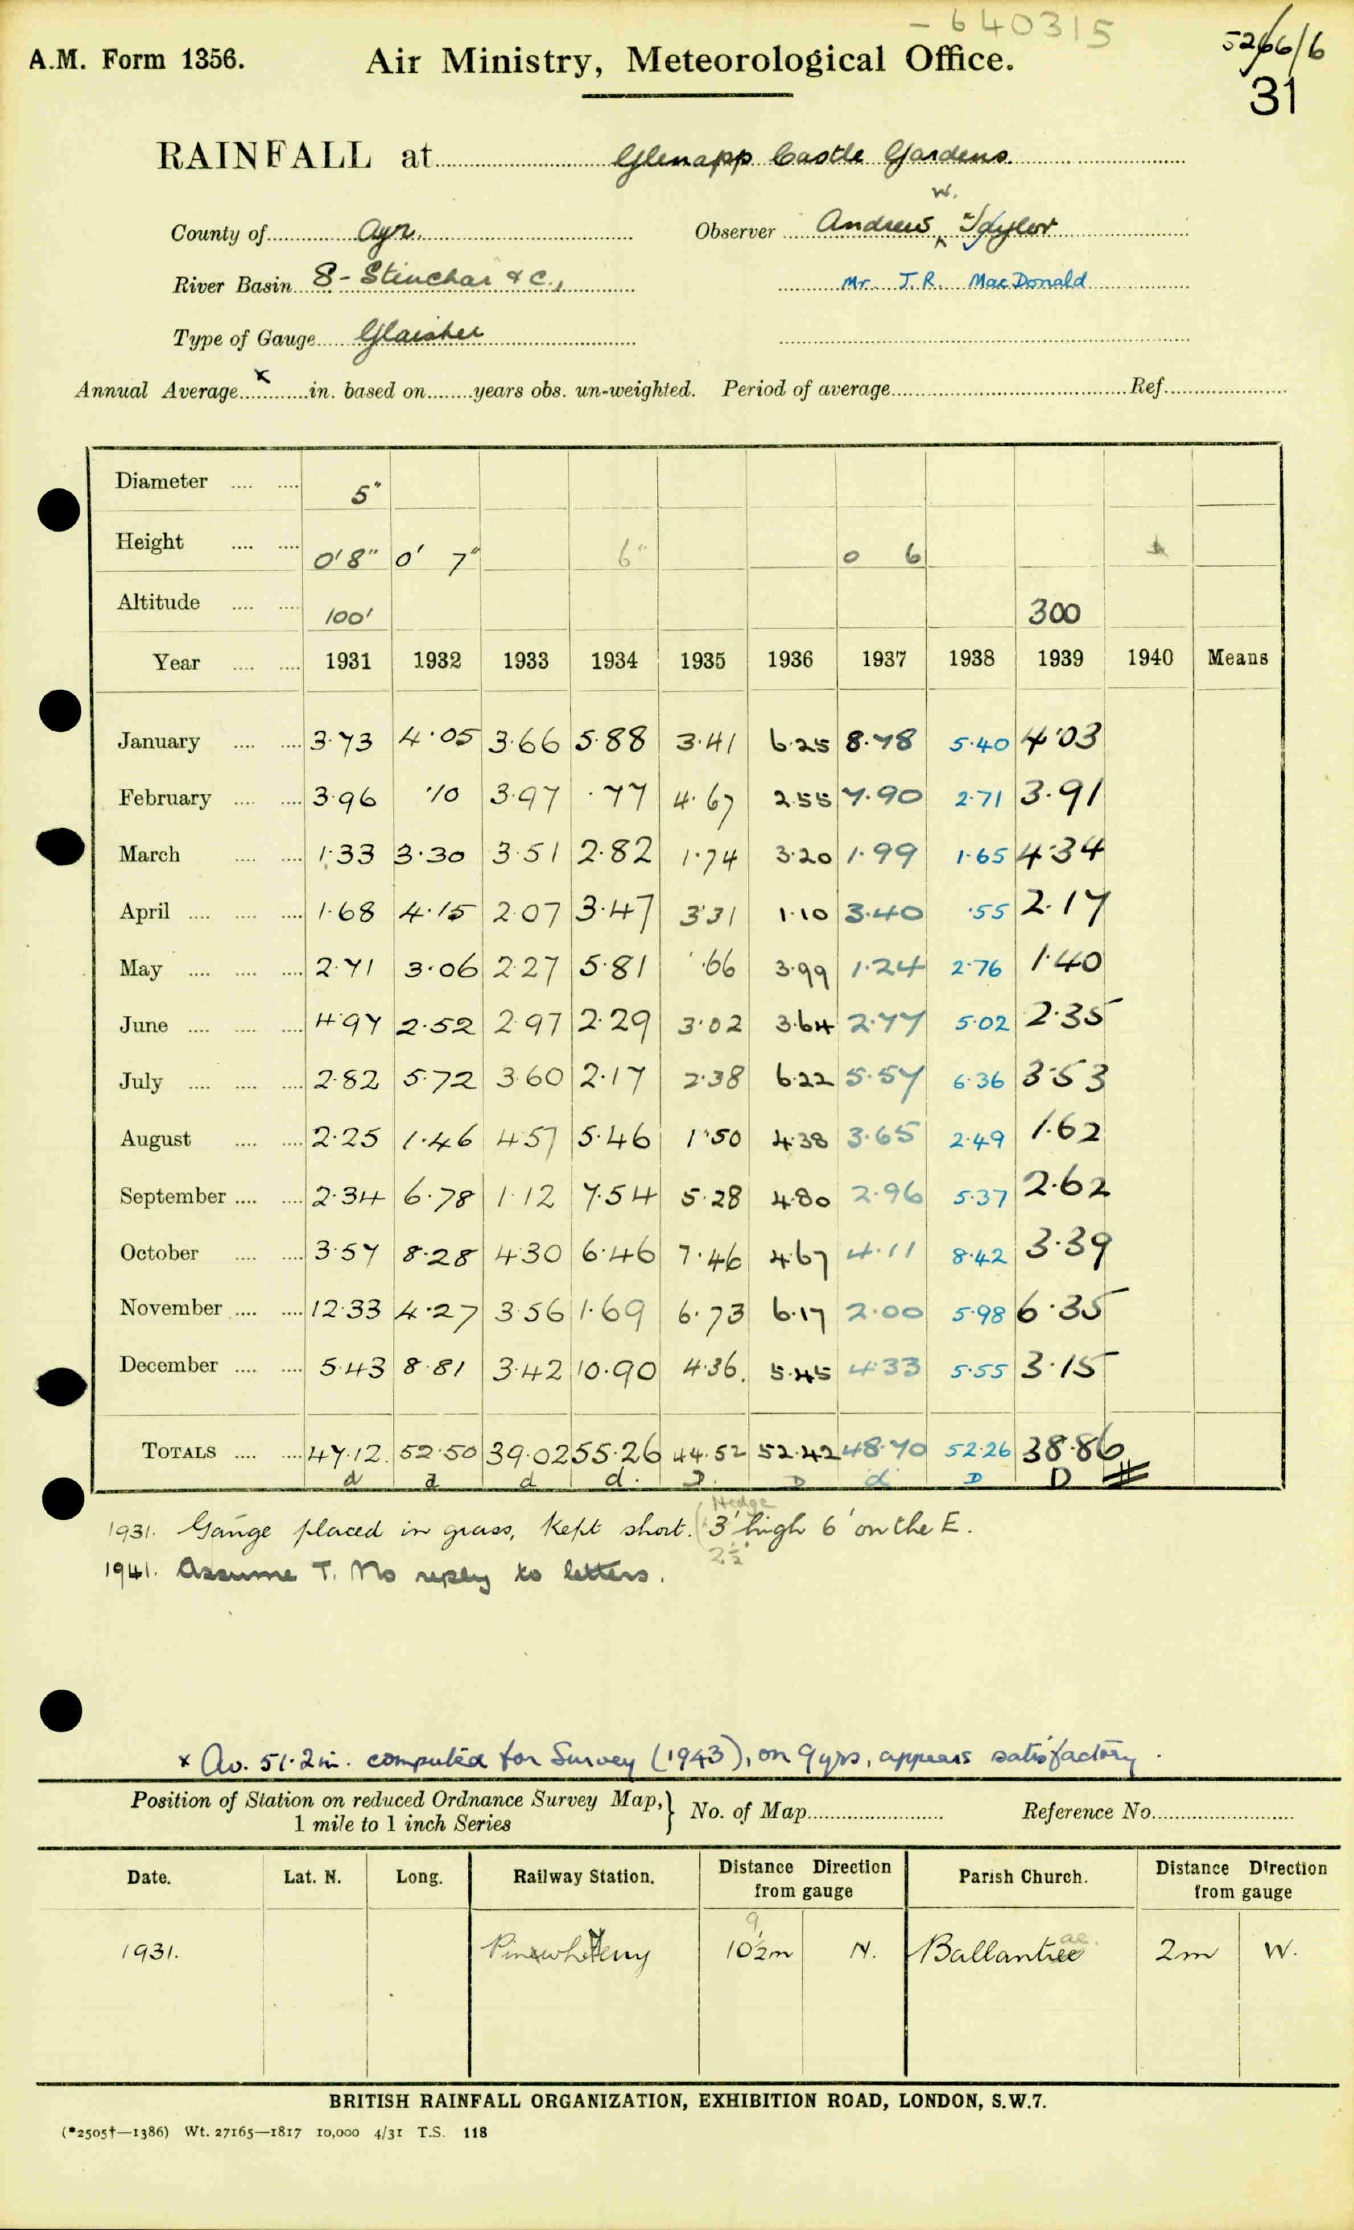 - 640315
5266/6
A.M. Form 1356. Air Ministry, Meteorological Office.
31
RAINFALL at Glenapp Castle Gardens.
County of Ayr. Observer Andrews W. Taylor
River Basin 8 - Stinchar & C., Mr. J.R. MacDonald
Type of Gauge Glaisher
Annual Average x in. based on years obs. un-weighted. Period of average Ref.
Diameter 5"
Height 0'8" 0' 7" 6" 0 6
Altitude 100' 300
Year 1931 1932 1933 1934 1935 1936 1937 1938 1939 1940 Means
January 3.73 4.05 3.66 5.88 3.41 6.25 8.78 5.40 4.03
February 3.96 .10 3.97 .77 4.67 2.55 7.90 2.71 3.91
March 1.33 3.30 3.51 2.82 1.74 3.20 1.99 1.65 4.34
April 1.68 4.15 2.07 3.47 3.31 1.10 3.40 .55 2.17
May 2.71 3.06 2.27 5.81 .66 3.99 1.24 2.76 1.40
June 4.97 2.52 2.97 2.29 3.02 3.64 2.77 5.02 2.35
July 2.82 5.72 3.60 2.17 2.38 6.22 5.57 6.36 3.53
August 2.25 1.46 4.57 5.46 1.50 4.38 3.65 2.49 1.62
September 2.34 6.78 1.12 7.54 5.28 4.80 2.96 5.37 2.62
October 3.57 8.28 4.30 6.46 7.46 4.67 4.11 8.42 3.39
November 12.33 4.27 3.56 1.69 6.73 6.17 2.00 5.98 6.35
December 5.43 8.81 3.42 10.90 4.36. 5.45 4.33 5.55 3.15
TOTALS 47.12 52.50 39.02 55.26 44.52 52.42 48.70 52.26 38.86
d d d d. D. D d D D
Hedge
1931. Gauge placed in grass, kept short. (3' high 6' on the E.
2½'
1941. Assume T. No reply to letters.
x Av. 51.2in. computed for Survey (1943), on 9 yrs, appears satisfactory.
Position of Station on reduced Ordnance Survey Map, 1 mile to 1 inch Series } No. of Map Reference No.
Date. Lat. N. Long. Railway Station. Distance Direction from gauge Parish Church. Distance Direction from gauge
9
1931. Pinwherry 10½m N. Ballantrae 2m W.
BRITISH RAINFALL ORGANIZATION, EXHIBITION ROAD, LONDON, S.W.7.
(*2505†—1386) Wt. 27165—1817 10,000 4/31 T.S. 118